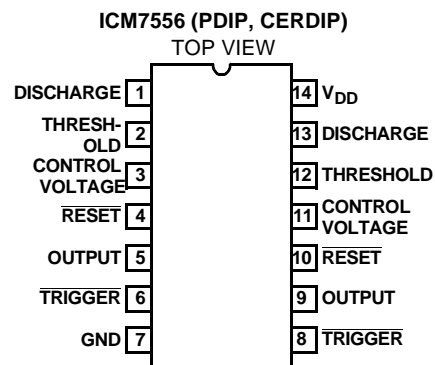 ICM7556 (PDIP, CERDIP)
TOP VIEW
DISCHARGE 1
14 VDD
THRESH-
OLD 2
13 DISCHARGE
CONTROL
VOLTAGE 3
12 THRESHOLD
RESET 4
11 CONTROL
VOLTAGE
OUTPUT 5
10 RESET
TRIGGER 6
9 OUTPUT
GND 7
8 TRIGGER